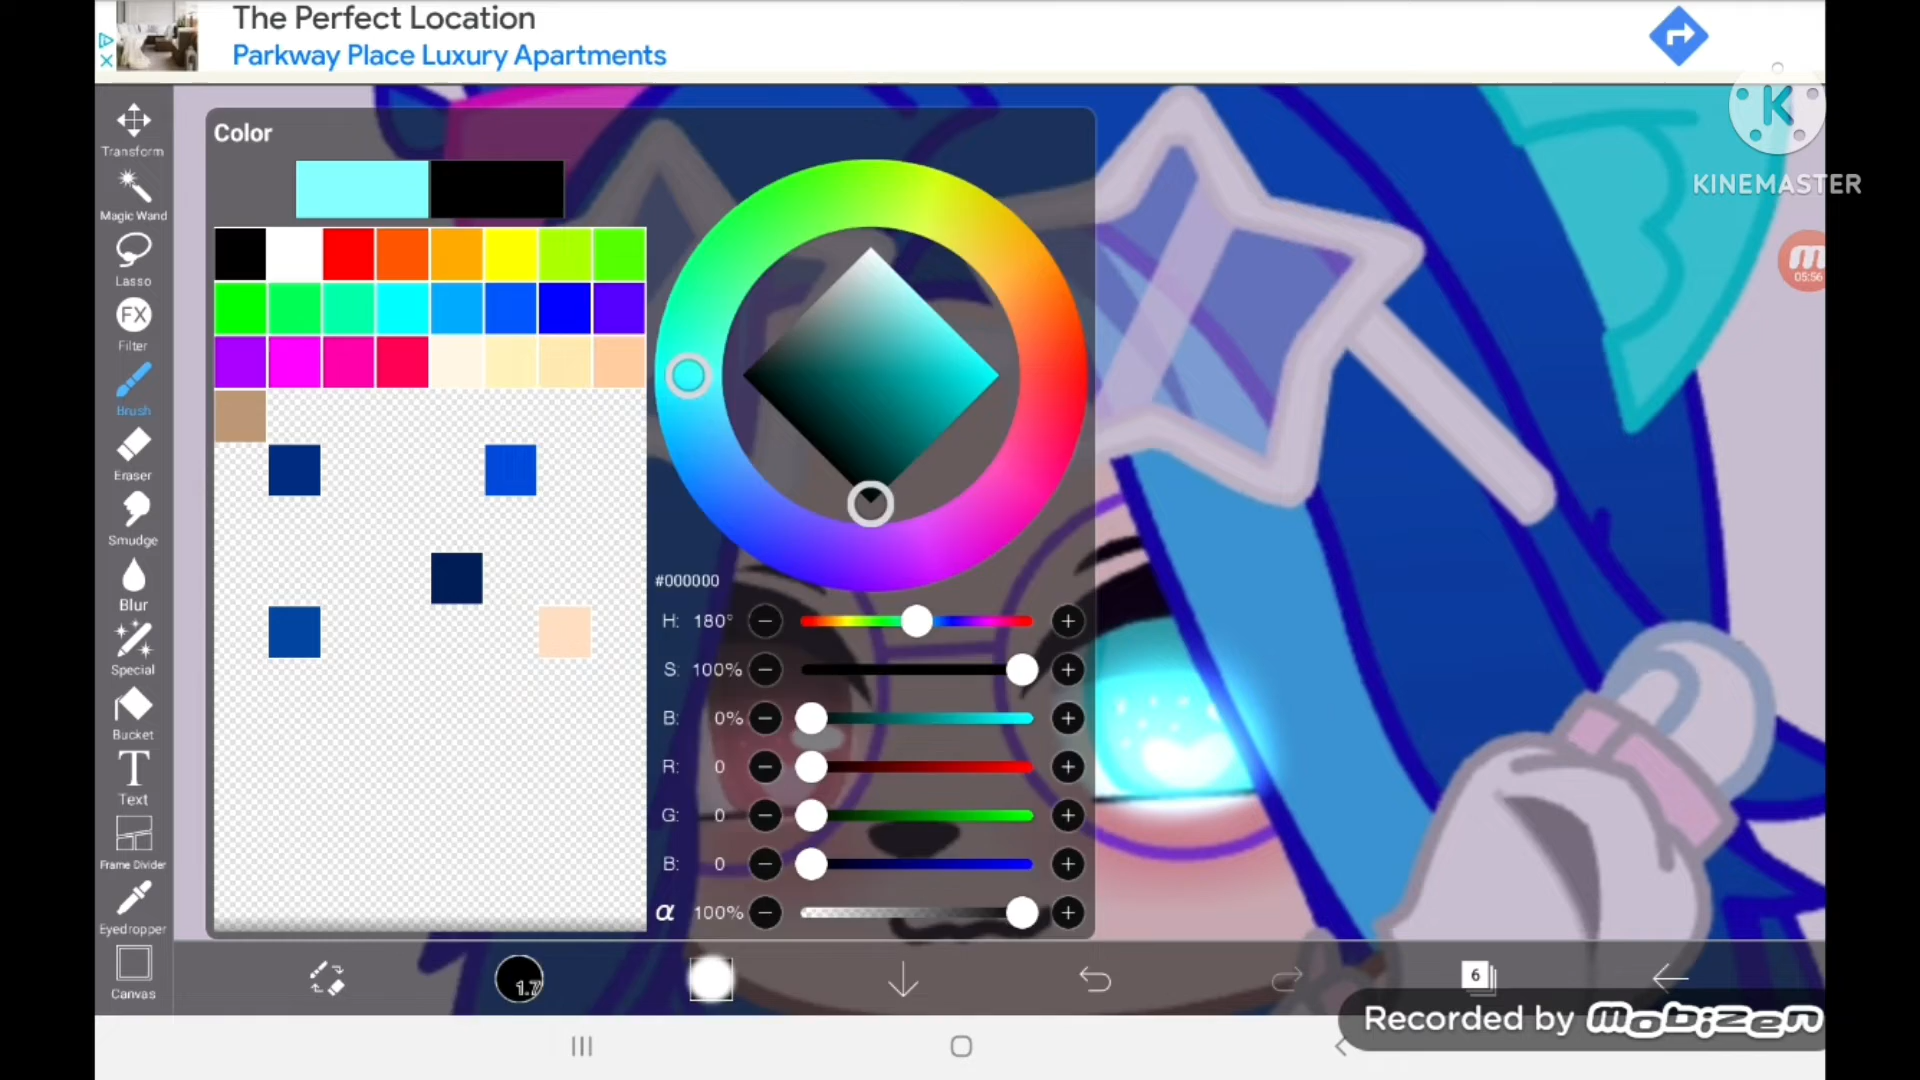 The Perfect Location
Parkway Place Luxury Apartments
K
KINEMASTER
05:56
Color
Transform
Magic Wand
Lasso
FX
Filter
Brush
Eraser
Smudge
Blur
Special
Bucket
T
Text
Frame Divider
Eyedropper
Canvas
#000000
H: 180°
S: 100%
B: 0%
R: 0
G: 0
B: 0
α 100%
1.7
6
Recorded by mobizen